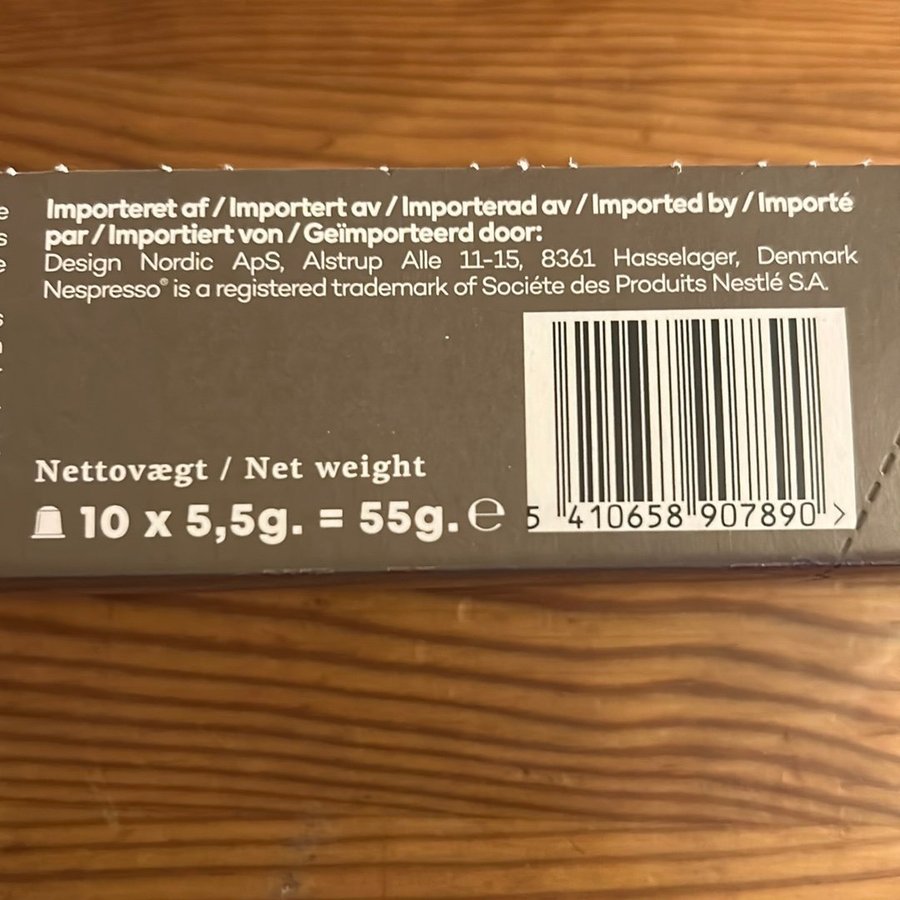 Importeret af / Importert av / Importerad av / Imported by / Importé
par / Importiert von / Geïmporteerd door:
Design Nordic ApS, Alstrup Alle 11-15, 8361 Hasselager, Denmark
Nespresso® is a registered trademark of Sociéte des Produits Nestlé S.A.
Nettovægt / Net weight
10 x 5,5g. = 55g. ℮
5 410658 907890 >